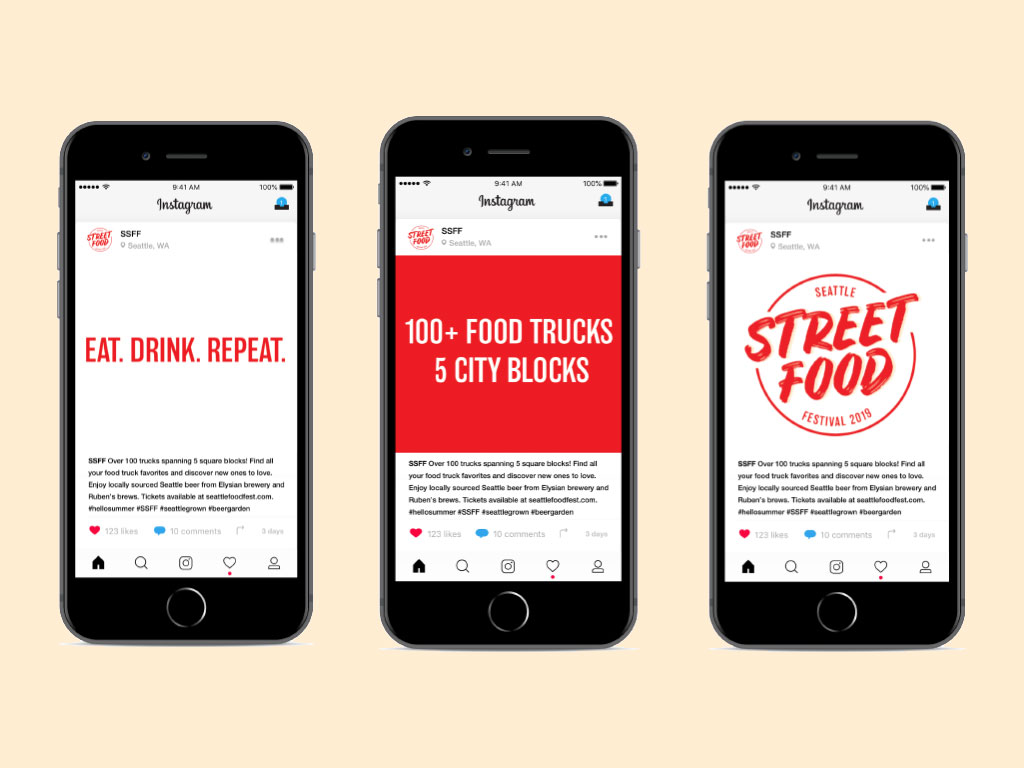 9:41 AM 100%
Instagram
1
STREET
FOOD
SSFF
Seattle, WA
EAT. DRINK. REPEAT.
SSFF Over 100 trucks spanning 5 square blocks! Find all
your food truck favorites and discover new ones to love.
Enjoy locally sourced Seattle beer from Elysian brewery and
Ruben's brews. Tickets available at seattlefoodfest.com.
#hellosummer #SSFF #seattlegrown #beergarden
123 likes 10 comments 3 days
9:41 AM 100%
Instagram
STREET
FOOD
SSFF
Seattle, WA
100+ FOOD TRUCKS
5 CITY BLOCKS
SSFF Over 100 trucks spanning 5 square blocks! Find all
your food truck favorites and discover new ones to love.
Enjoy locally sourced Seattle beer from Elysian brewery and
Ruben's brews. Tickets available at seattlefoodfest.com.
#hellosummer #SSFF #seattlegrown #beergarden
123 likes 10 comments 3 days
9:41 AM 100%
Instagram
1
STREET
FOOD
SSFF
Seattle, WA
SEATTLE
STREET
FOOD
FESTIVAL 2019
SSFF Over 100 trucks spanning 5 square blocks! Find all
your food truck favorites and discover new ones to love.
Enjoy locally sourced Seattle beer from Elysian brewery and
Ruben's brews. Tickets available at seattlefoodfest.com.
#hellosummer #SSFF #seattlegrown #beergarden
123 likes 10 comments 3 days